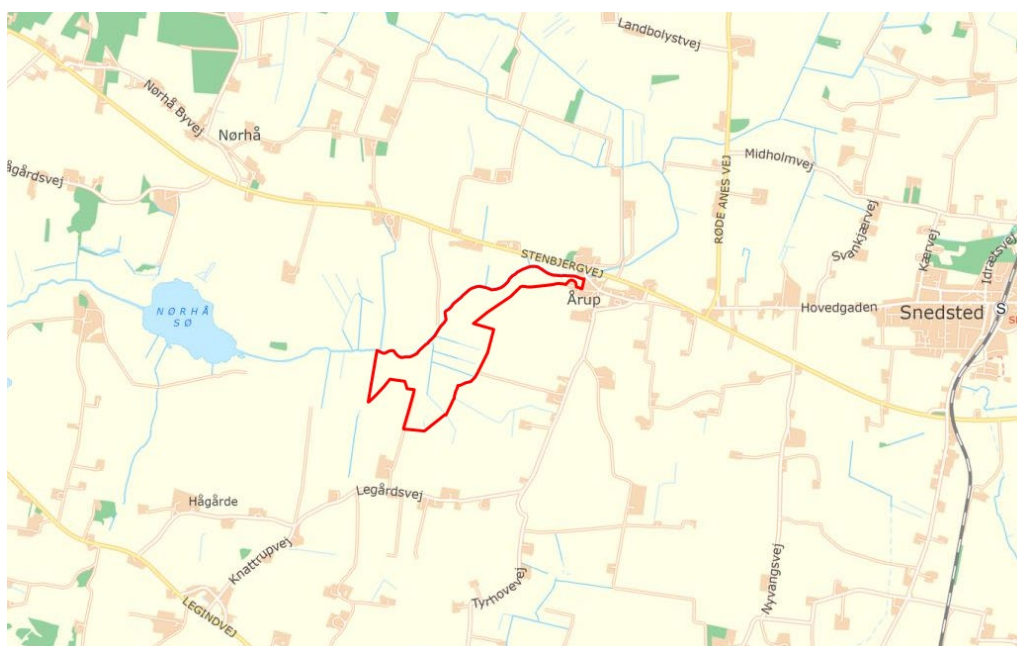 Landbolystvej
Nørhå Byvej
Nørhå
Midholmvej
RØDE ANES VEJ
Svankjærvej
Kærvej
Idrætsvej
STENBJERGVEJ
Årup
Hovedgaden
Snedsted
S
NØRHÅ
SØ
Legårdsvej
Hågårde
Knattrupvej
LEGINDVEJ
Tyrhovevej
Nyvangsvej